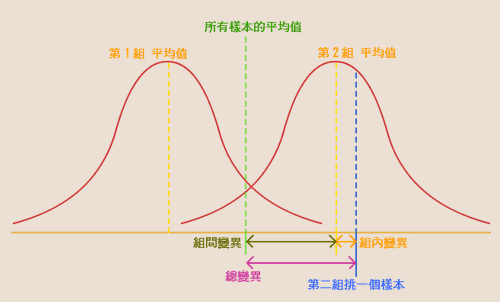 所有樣本的平均值
第 1 組 平均值
第 2 組 平均值
組間變異
組內變異
總變異
第二組挑一個樣本